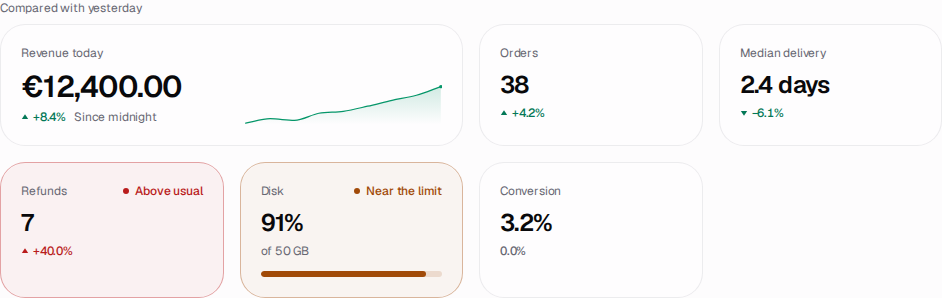 Compared with yesterday
Revenue today
€12,400.00
▲ +8.4% Since midnight
Orders
38
▲ +4.2%
Median delivery
2.4 days
▼ −6.1%
Refunds
● Above usual
7
▲ +40.0%
Disk
● Near the limit
91%
of 50 GB
Conversion
3.2%
0.0%